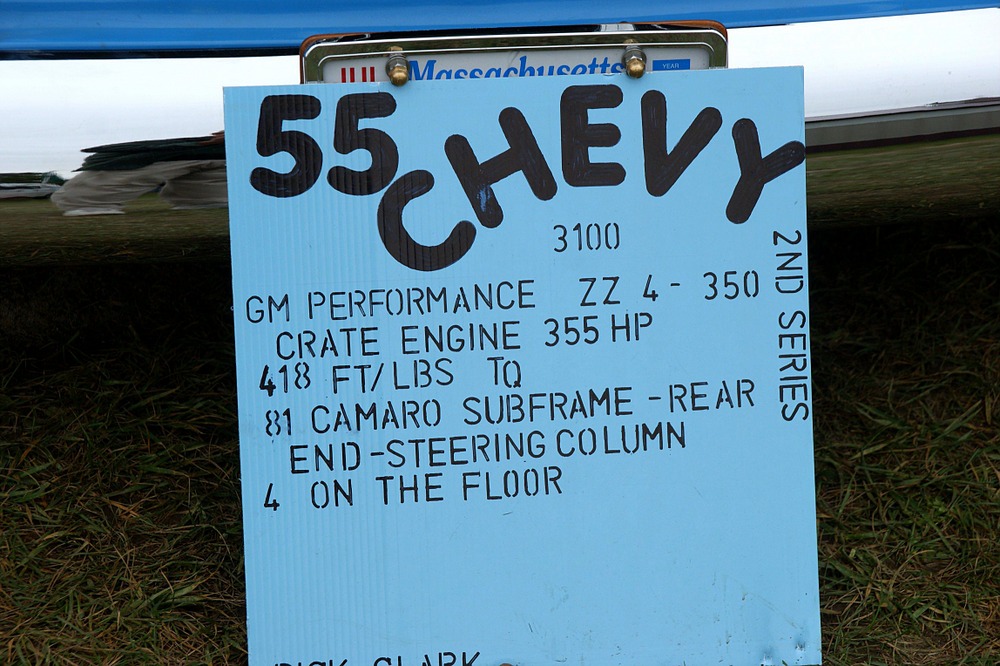 Massachusetts
YEAR
55 CHEVY
3100
2ND SERIES
GM PERFORMANCE ZZ 4 - 350
CRATE ENGINE 355 HP
418 FT/LBS TQ
81 CAMARO SUBFRAME - REAR
END - STEERING COLUMN
4 ON THE FLOOR